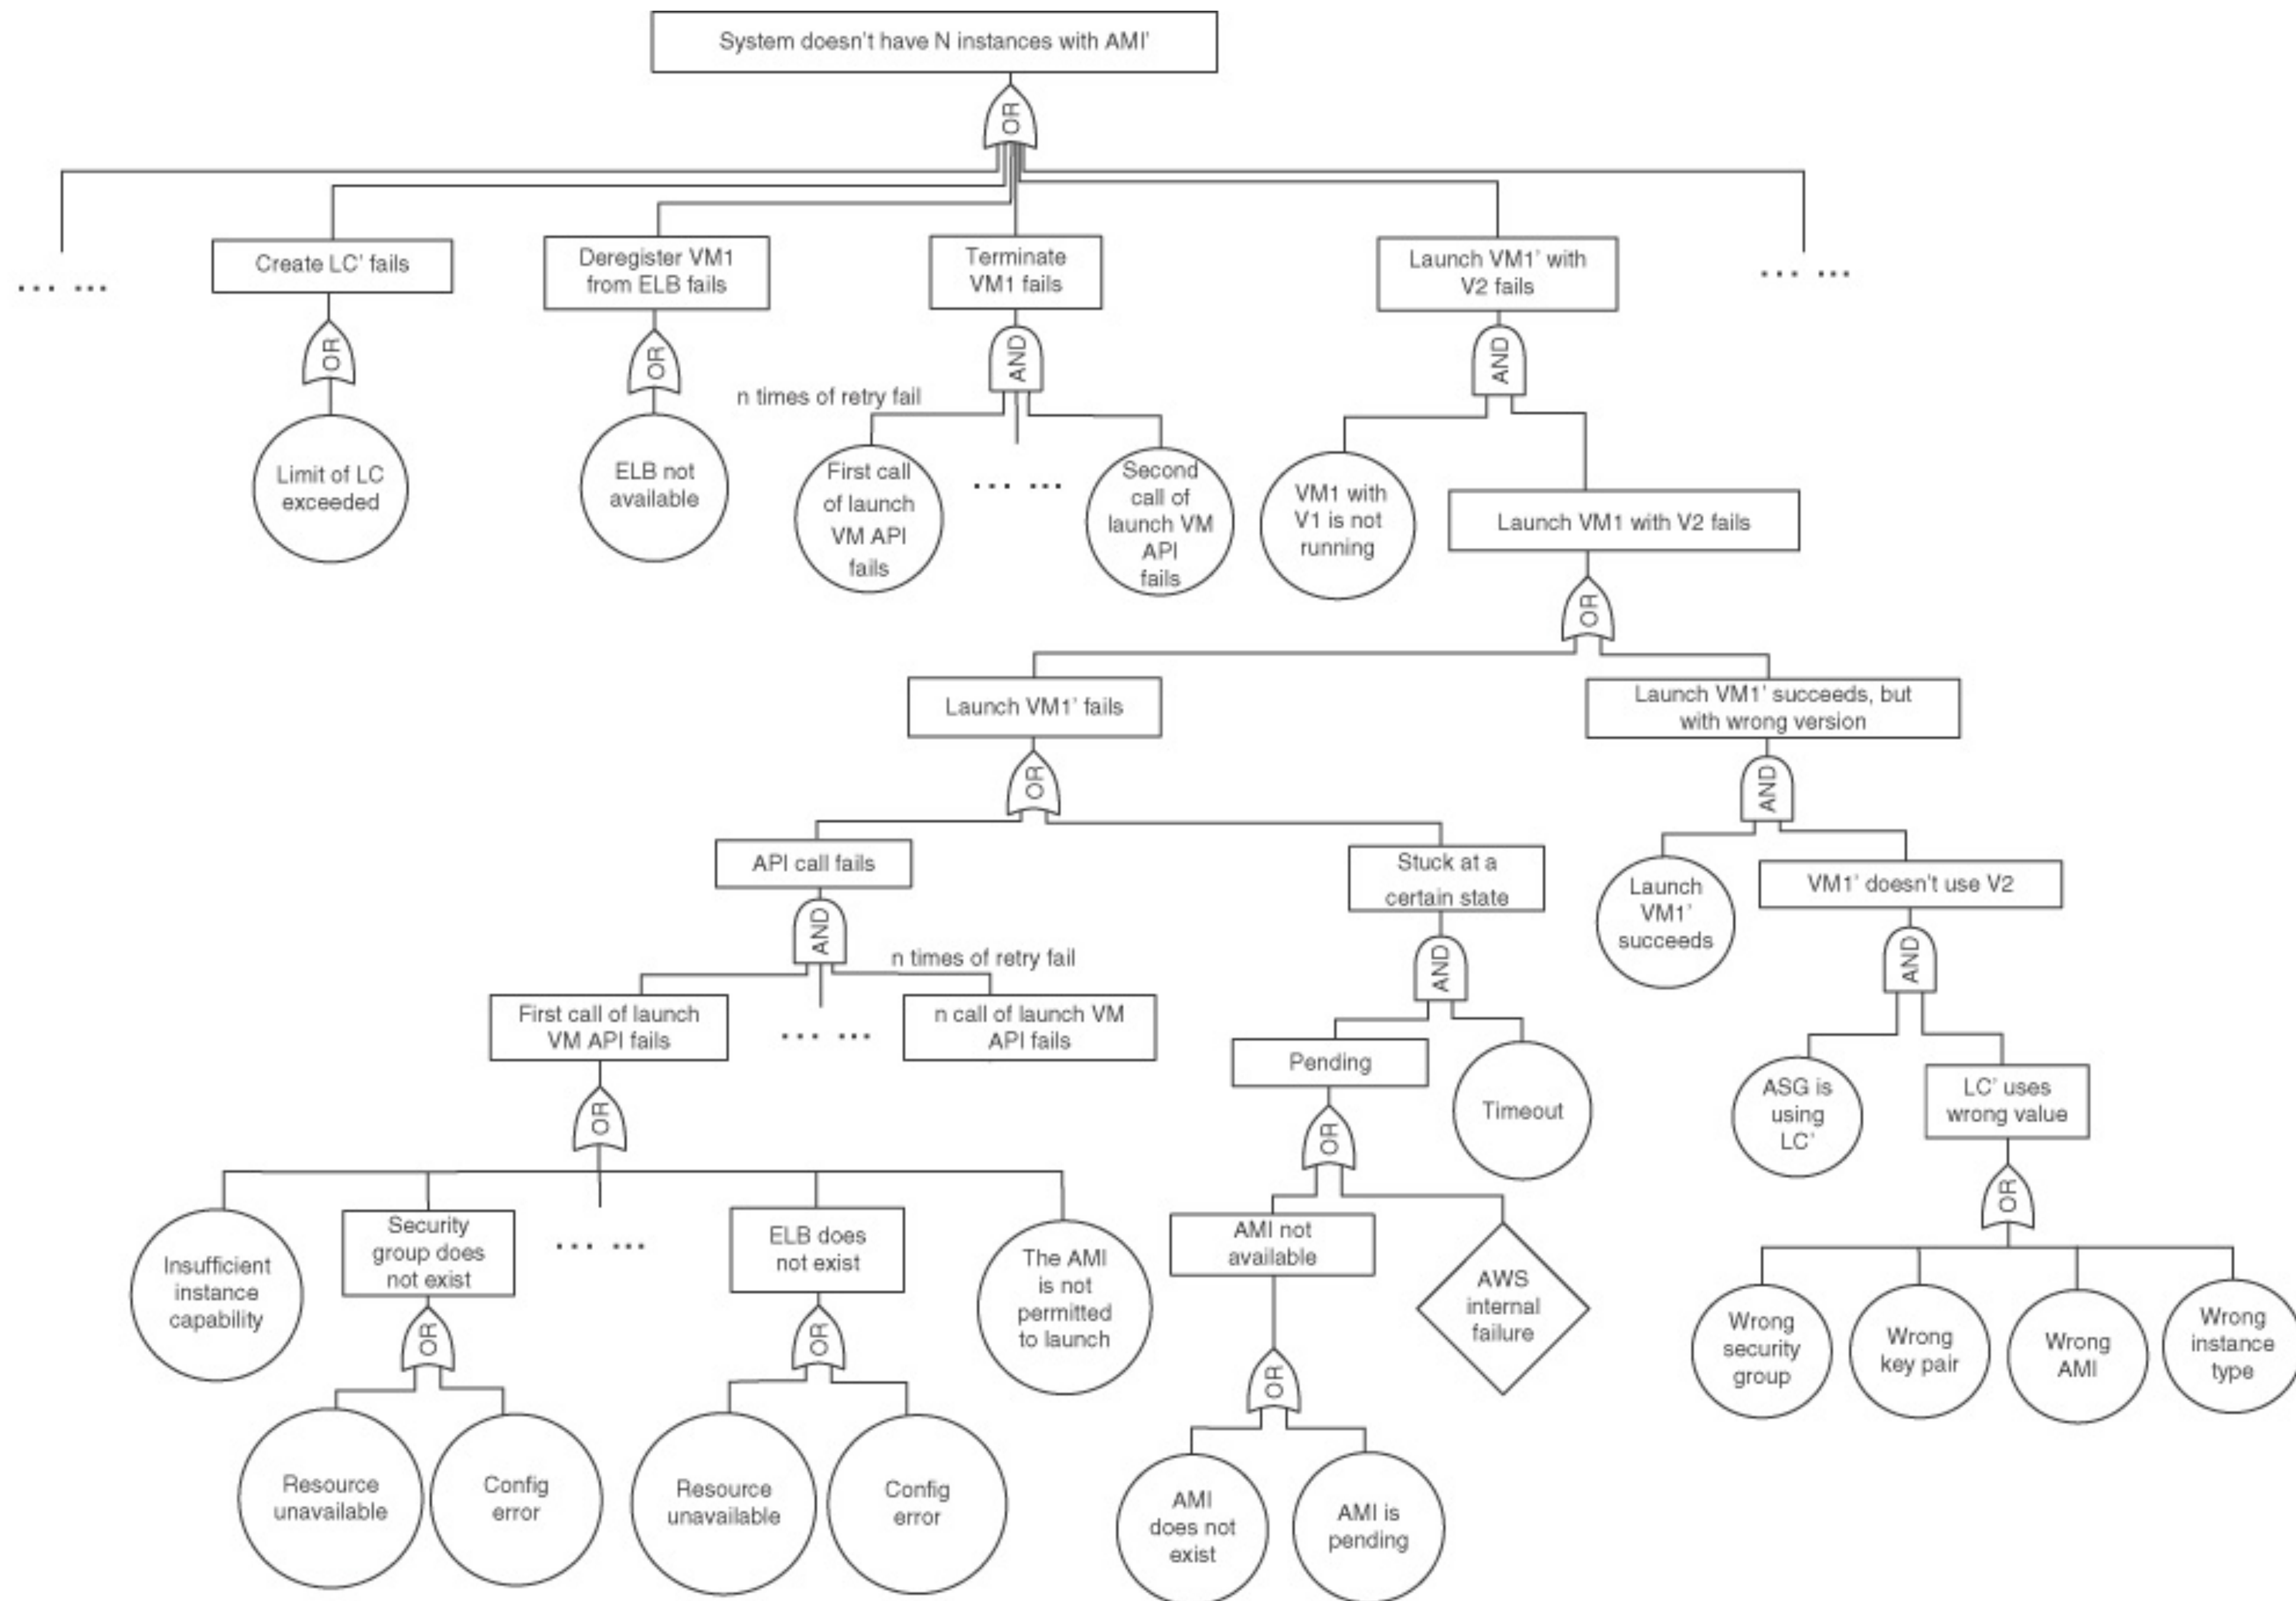 System doesn't have N instances with AMI'
OR
... ...
Create LC' fails
Deregister VM1
from ELB fails
Terminate
VM1 fails
Launch VM1' with
V2 fails
... ...
OR
OR
AND
AND
n times of retry fail
Limit of LC
exceeded
ELB not
available
First call
of launch
VM API
fails
... ...
Second
call of
launch VM
API
fails
VM1 with
V1 is not
running
Launch VM1 with V2 fails
OR
Launch VM1' fails
Launch VM1' succeeds, but
with wrong version
OR
AND
API call fails
Stuck at a
certain state
Launch
VM1'
succeeds
VM1' doesn't use V2
AND
n times of retry fail
AND
AND
First call of launch
VM API fails
... ...
n call of launch VM
API fails
Pending
Timeout
ASG is
using
LC'
LC' uses
wrong value
OR
OR
OR
Insufficient
instance
capability
Security
group does
not exist
... ...
ELB does
not exist
The AMI
is not
permitted
to launch
AMI not
available
AWS
internal
failure
Wrong
security
group
Wrong
key pair
Wrong
AMI
Wrong
instance
type
OR
OR
OR
Resource
unavailable
Config
error
Resource
unavailable
Config
error
AMI
does not
exist
AMI is
pending